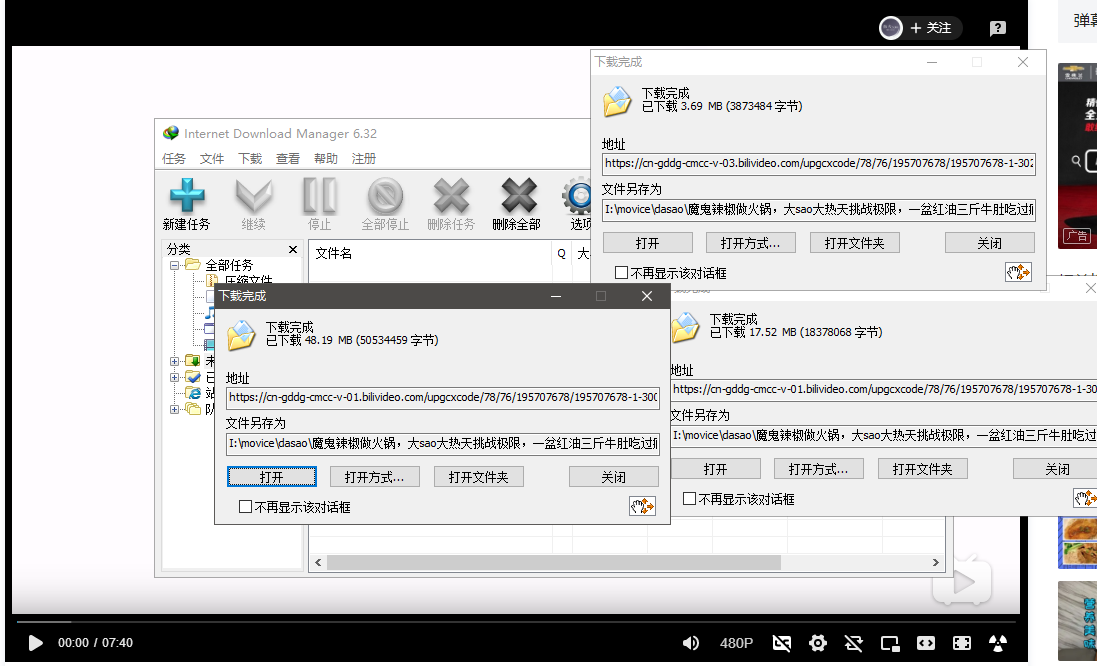 + 关注
弹幕
下载完成
下载完成
已下载 3.69 MB (3873484 字节)
地址
https://cn-gddg-cmcc-v-03.bilivideo.com/upgcxcode/78/76/195707678/195707678-1-302
文件另存为
I:\movice\dasao\魔鬼辣椒做火锅，大sao大热天挑战极限，一盆红油三斤牛肚吃过
打开
打开方式...
打开文件夹
关闭
不再显示该对话框
广告
Internet Download Manager 6.32
任务 文件 下载 查看 帮助 注册
新建任务
继续
停止
全部停止
删除任务
删除全部
选项
分类
文件名
Q
大
全部任务
压缩文件
下载完成
下载完成
已下载 48.19 MB (50534459 字节)
地址
https://cn-gddg-cmcc-v-01.bilivideo.com/upgcxcode/78/76/195707678/195707678-1-300
文件另存为
I:\movice\dasao\魔鬼辣椒做火锅，大sao大热天挑战极限，一盆红油三斤牛肚吃过
打开
打开方式...
打开文件夹
关闭
不再显示该对话框
下载完成
已下载 17.52 MB (18378068 字节)
地址
https://cn-gddg-cmcc-v-01.bilivideo.com/upgcxcode/78/76/195707678/195707678-1-30
文件另存为
I:\movice\dasao\魔鬼辣椒做火锅，大sao大热天挑战极限，一盆红油三斤牛肚吃过
打开
打开方式...
打开文件夹
关闭
不再显示该对话框
营养美味
00:00 / 07:40
480P